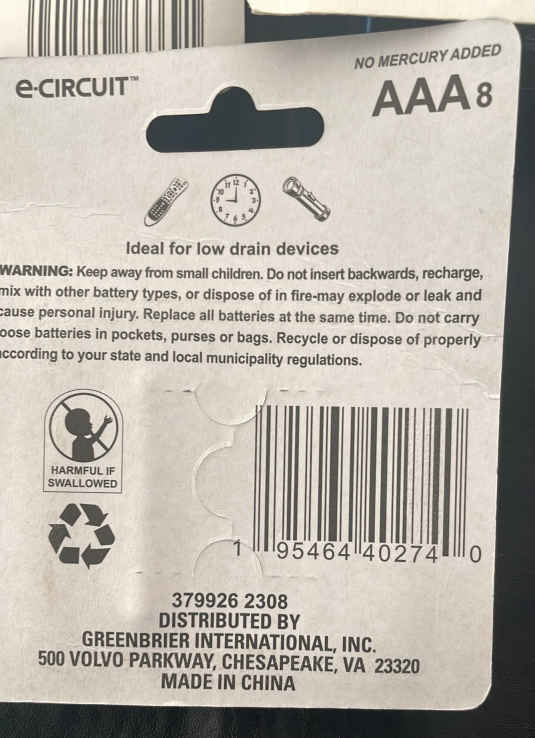 e·CIRCUIT™
NO MERCURY ADDED
AAA8
Ideal for low drain devices
WARNING: Keep away from small children. Do not insert backwards, recharge,
mix with other battery types, or dispose of in fire-may explode or leak and
cause personal injury. Replace all batteries at the same time. Do not carry
oose batteries in pockets, purses or bags. Recycle or dispose of properly
according to your state and local municipality regulations.
HARMFUL IF
SWALLOWED
1 95464 40274 0
379926 2308
DISTRIBUTED BY
GREENBRIER INTERNATIONAL, INC.
500 VOLVO PARKWAY, CHESAPEAKE, VA 23320
MADE IN CHINA